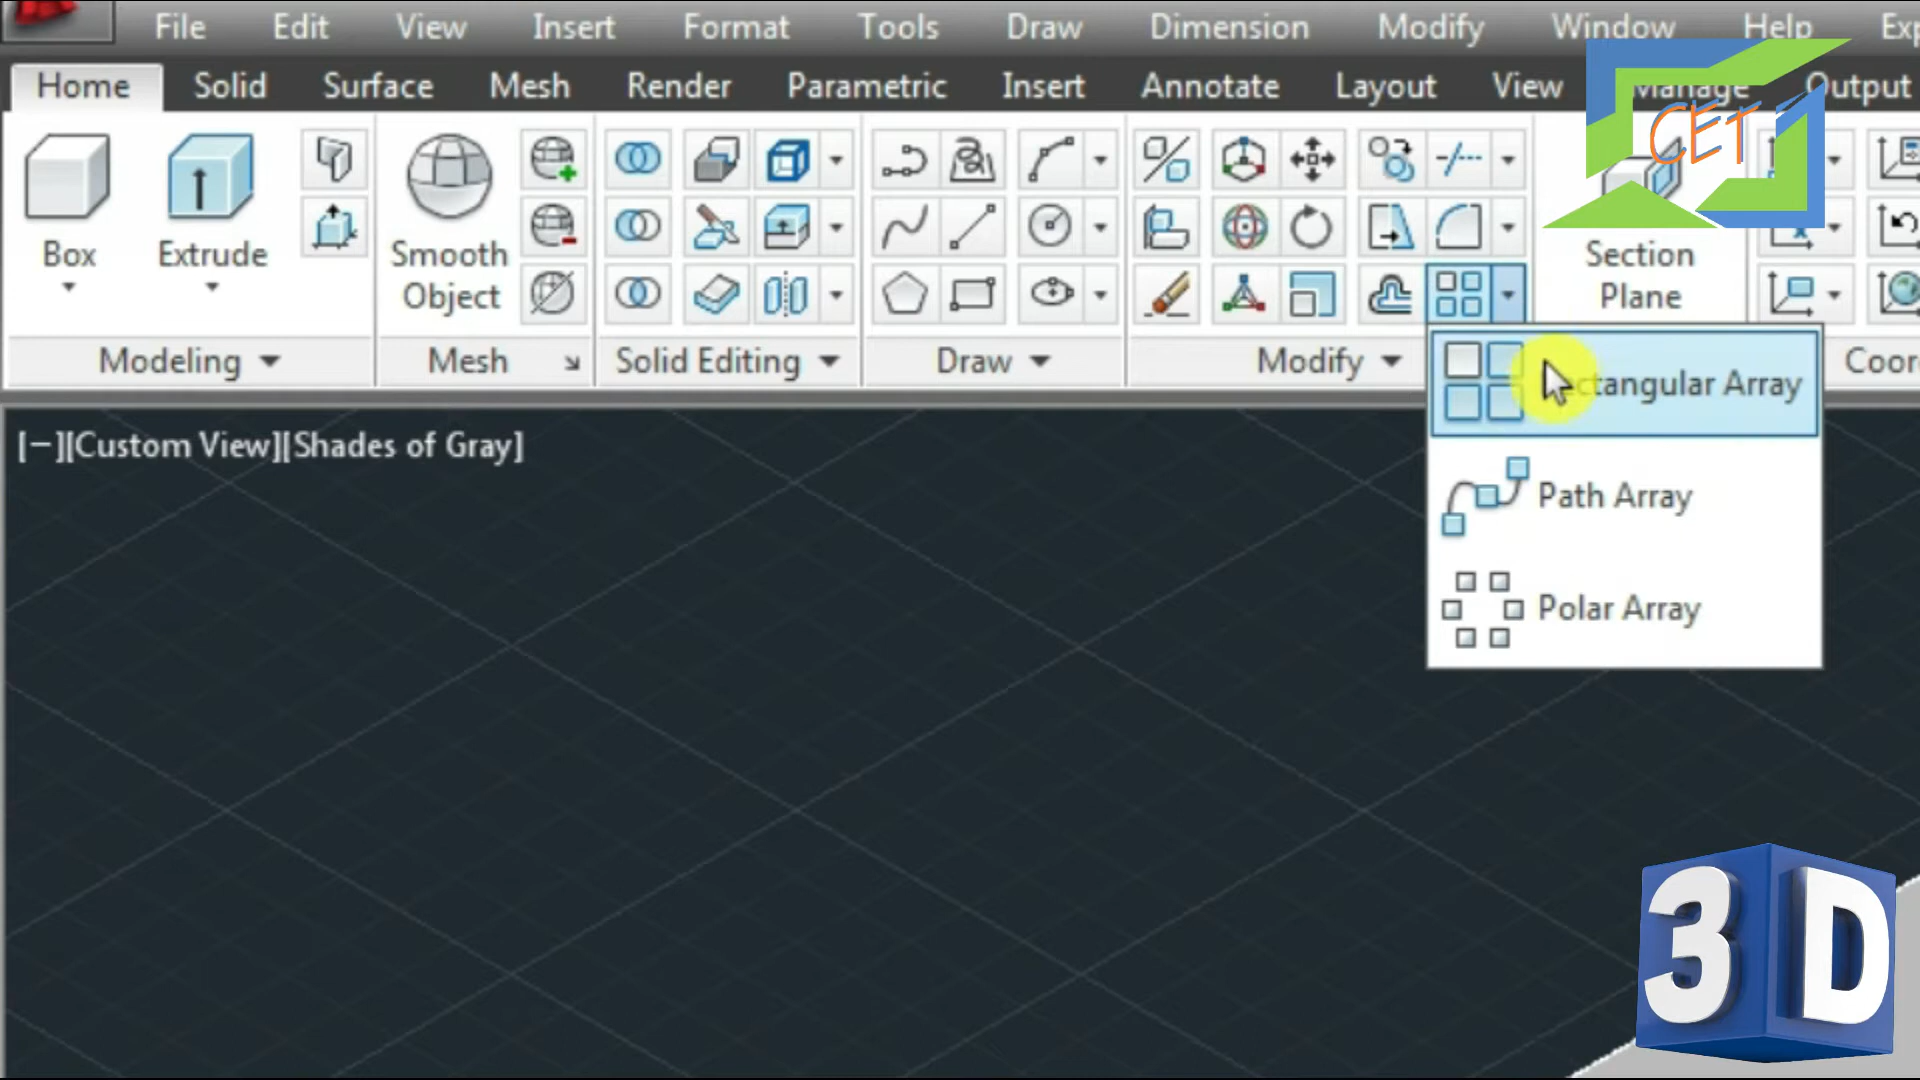 File Edit View Insert Format Tools Draw Dimension Modify Window Help
Home Solid Surface Mesh Render Parametric Insert Annotate Layout View Manage Output
CET
Box Extrude Smooth Object Section Plane
Modeling Mesh Solid Editing Draw Modify
[−][Custom View][Shades of Gray]
Rectangular Array
Path Array
Polar Array
3D